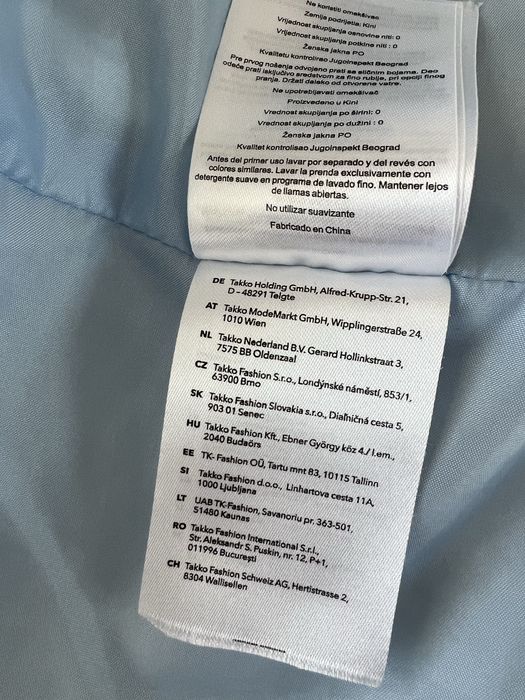 Ne koristiti omekšivac
Zemlja podrijetla: Kini
Vrijednost skupljanja osnovine niti: 0
Vrijednost skupljanja potkine niti: 0
Ženska jakna PO
Kvalitetu kontrolirao Jugoinspekt Beograd
Pre prvog nošenja odvojeno prati sa sličnim bojama. Ovo
odeće prati isključivo sredstvom za fino rublje, pri opciji finog
pranja. Držati daleko od otvorene vatre.
Ne upotrebljavati omekšivač
Proizvedeno u Kini
Vrednost skupljanja po širini: 0
Vrednost skupljanja po dužini : 0
Ženska jakna PO
Kvalitet kontrolisao Jugoinspekt Beograd
Antes del primer uso lavar por separado y del revés con
colores similares. Lavar la prenda exclusivamente con
detergente suave en programa de lavado fino. Mantener lejos
de llamas abiertas.
No utilizar suavizante
Fabricado en China
DE Takko Holding GmbH, Alfred-Krupp-Str. 21,
D – 48291 Telgte
AT Takko ModeMarkt GmbH, Wipplingerstraße 24,
1010 Wien
NL Takko Nederland B.V. Gerard Hollinkstraat 3,
7575 BB Oldenzaal
CZ Takko Fashion S.r.o., Londýnské náměstí, 853/1,
63900 Brno
SK Takko Fashion Slovakia s.r.o., Diaľničná cesta 5,
903 01 Senec
HU Takko Fashion Kft., Ebner György köz 4./ I.em.,
2040 Budaörs
EE TK- Fashion OÜ, Tartu mnt 83, 10115 Tallinn
SI Takko Fashion d.o.o., Linhartova cesta 11A,
1000 Ljubljana
LT UAB TK-Fashion, Savanoriu pr. 363-501,
51480 Kaunas
RO Takko Fashion International S.r.l.,
Str. Aleksandr S. Puskin, nr. 12, P+1,
011996 Bucureşti
CH Takko Fashion Schweiz AG, Hertistrasse 2,
8304 Wallisellen